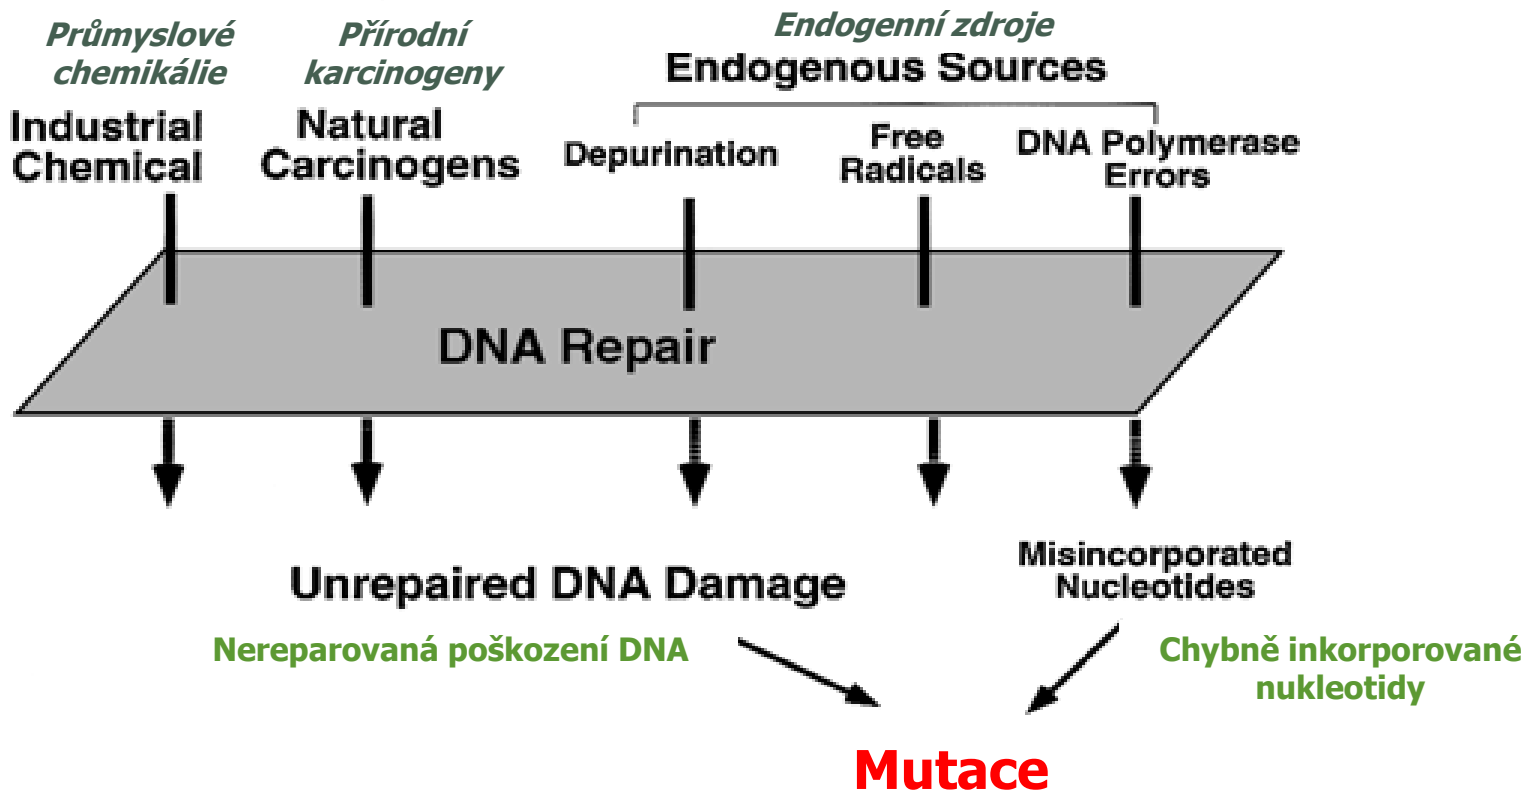 Průmyslové
chemikálie
Přírodní
karcinogeny
Endogenní zdroje
Endogenous Sources
Industrial
Chemical
Natural
Carcinogens
Depurination
Free
Radicals
DNA Polymerase
Errors
DNA Repair
Unrepaired DNA Damage
Misincorporated
Nucleotides
Nereparovaná poškození DNA
Chybně inkorporované
nukleotidy
Mutace